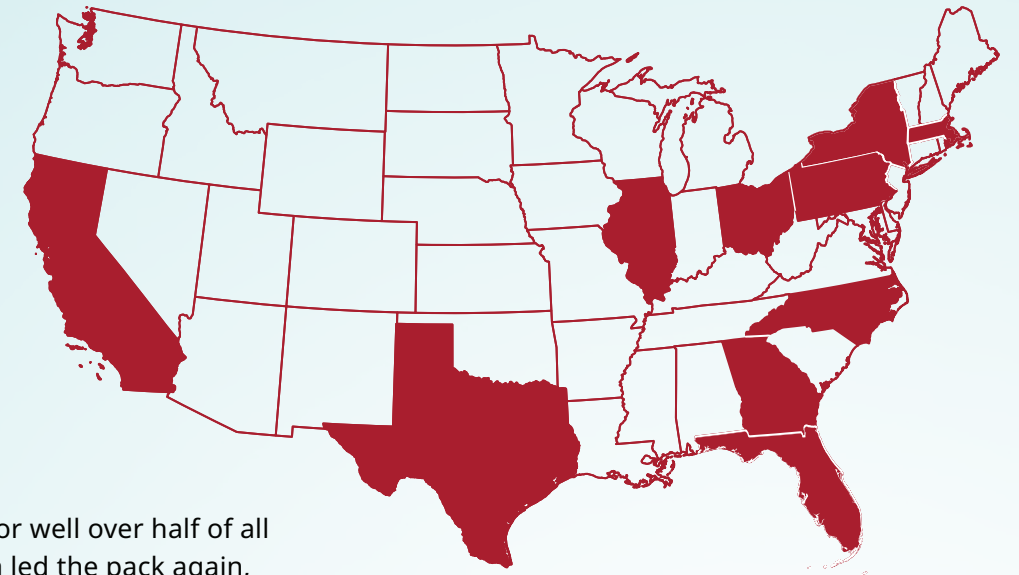 or well over half of all
led the pack again,